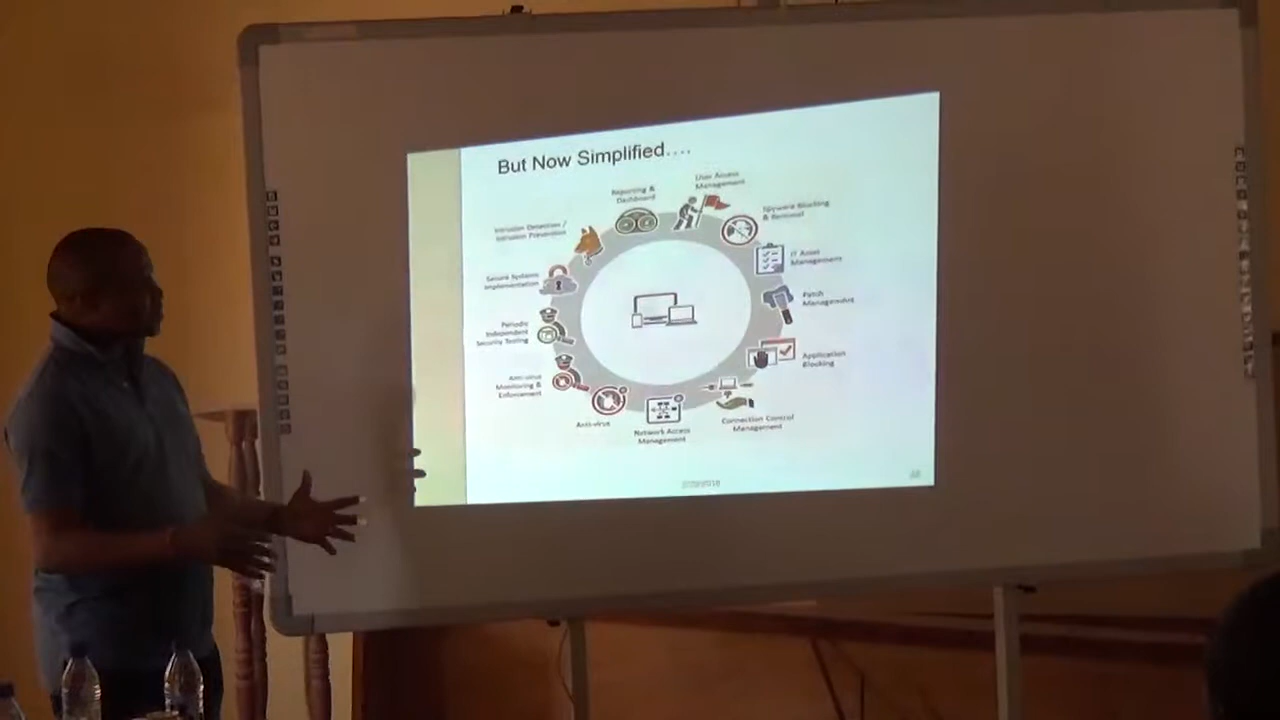 But Now Simplified....
User Access
Management
Reporting &
Dashboard
Spyware Blocking
& Removal
Intrusion Detection /
Intrusion Prevention
IT Asset
Management
Secure Systems
Implementation
Patch
Management
Periodic
Independent
Security Testing
Application
Blocking
Anti-virus
Monitoring &
Enforcement
Connection Control
Management
Anti-virus
Network Access
Management